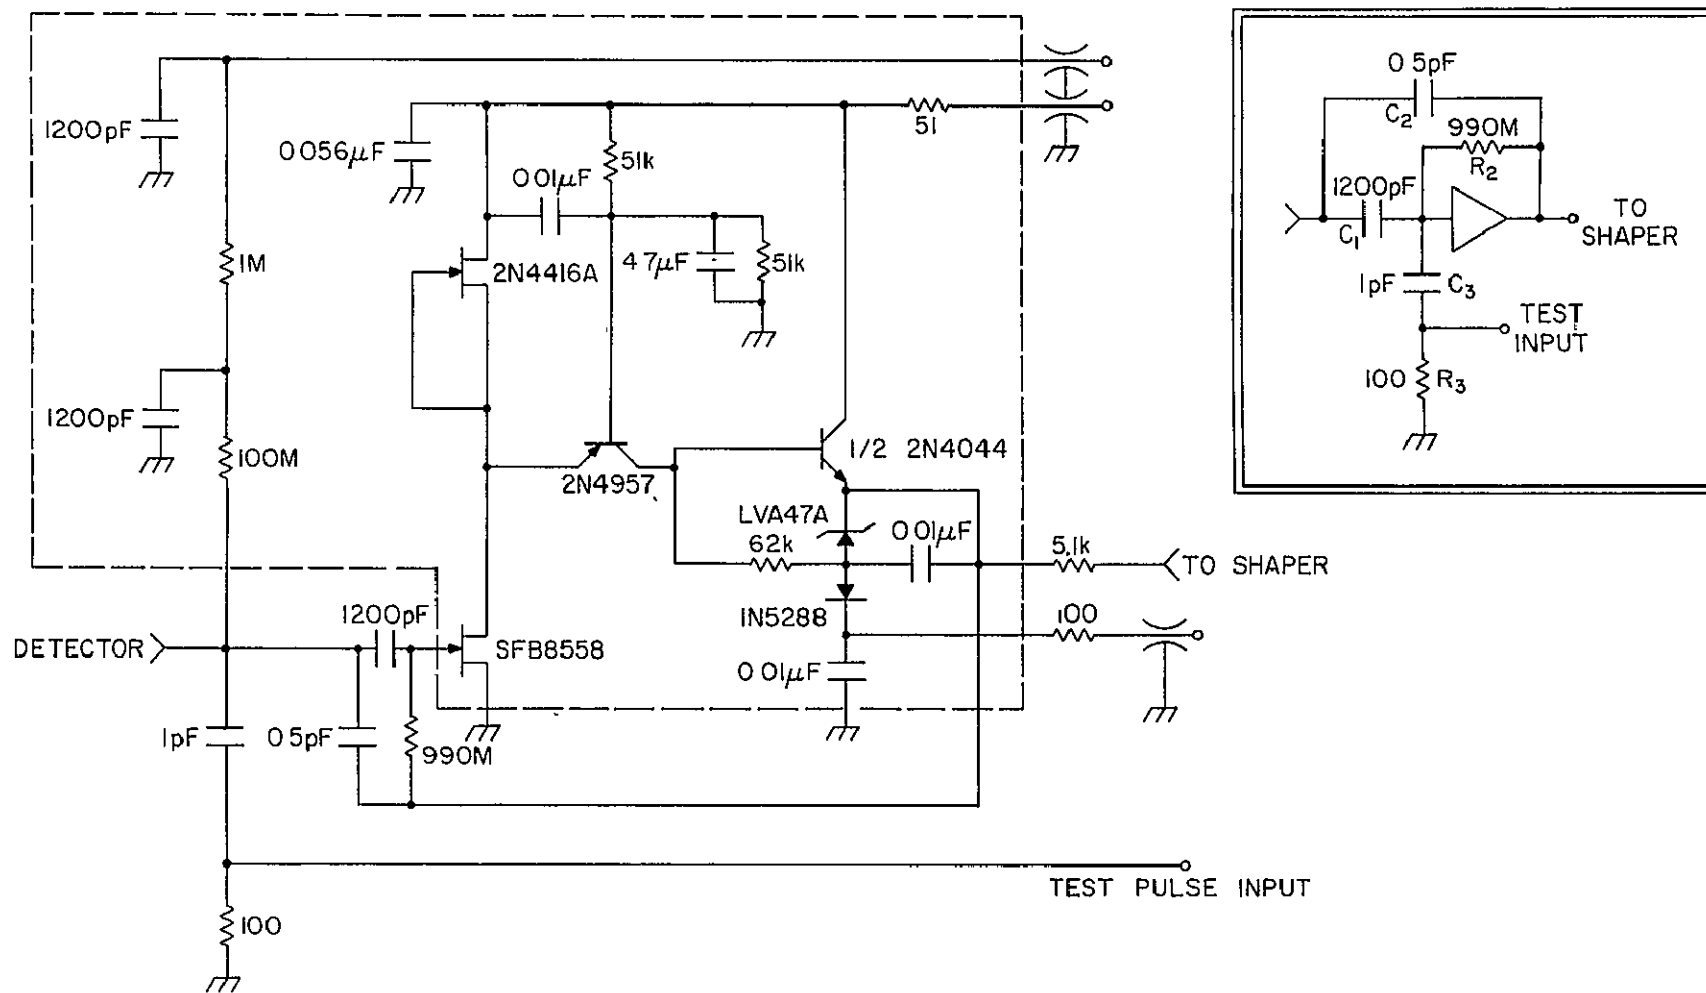 1200pF
0 056μF
51k
0 01μF
51
2N4416A
4 7μF
51k
1M
1200pF
100M
2N4957
1/2 2N4044
LVA47A
62k
0 01μF
5.1k
TO SHAPER
1N5288
100
0 01μF
DETECTOR
1200pF
SFB8558
1pF
0 5pF
990M
TEST PULSE INPUT
100
0 5pF
C2
990M
R2
1200pF
C1
TO
SHAPER
1pF
C3
TEST
INPUT
100
R3